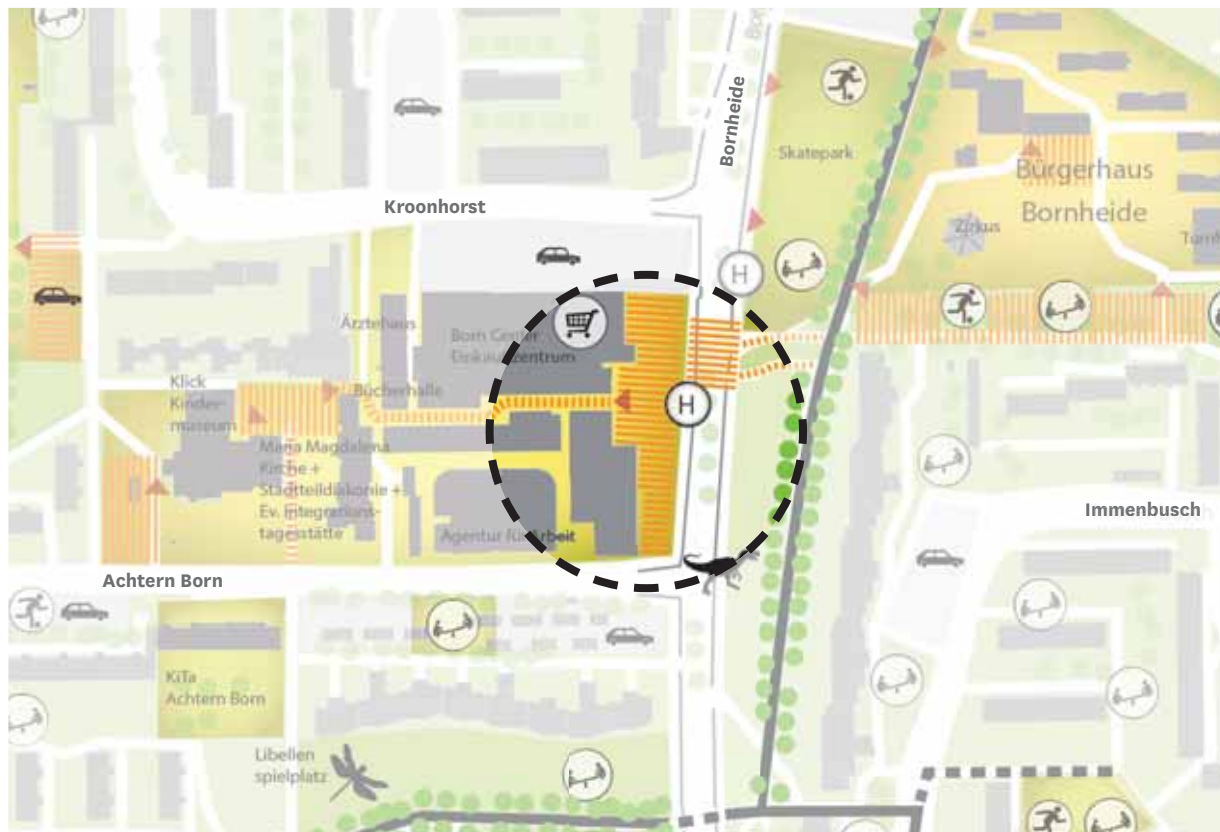 Bornheide
Skatepark
Bürgerhaus
Bornheide
Zirkus
Kroonhorst
H
Ärztehaus
Born Center
Einkaufszentrum
Klick
Kinder-
museum
Bücherhalle
H
Maria Magdalena
Kirche +
Stadtteildiakonie +
Ev. Integrations-
tagesstätte
Agentur für Arbeit
Immenbusch
Achtern Born
KiTa
Achtern Born
Libellen
spielplatz